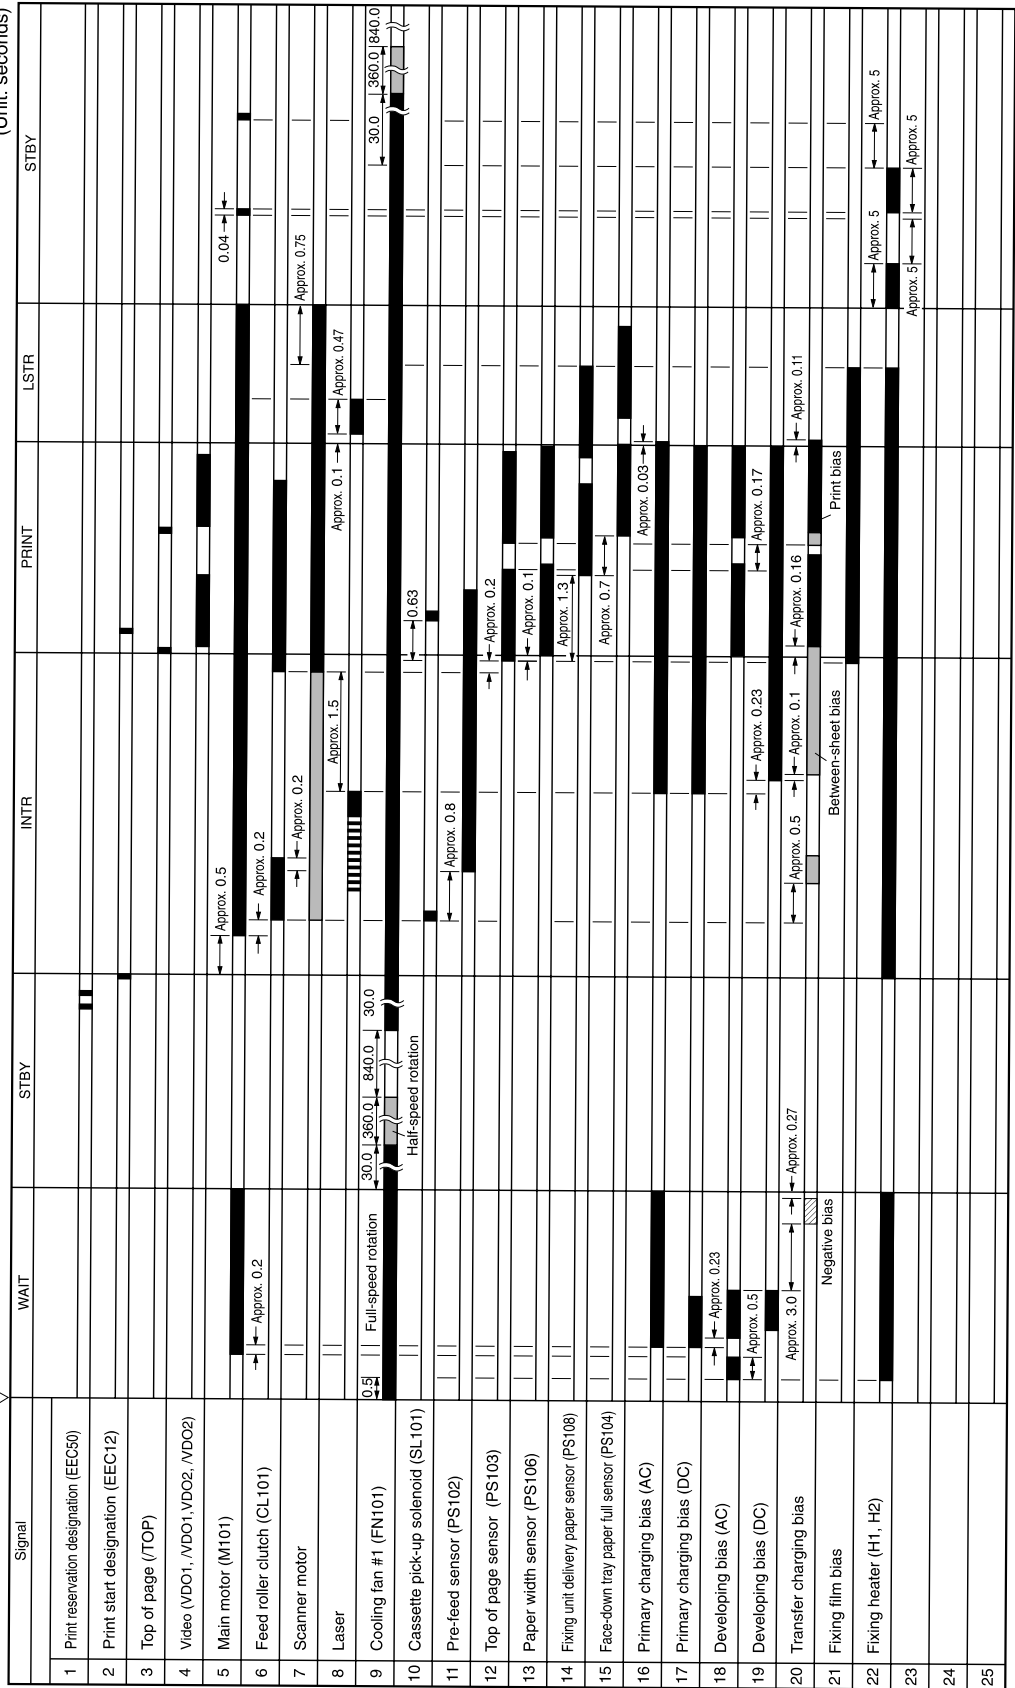 (Unit: seconds)
Signal WAIT STBY INTR PRINT LSTR STBY
1 Print reservation designation (EEC50)
2 Print start designation (EEC12)
3 Top of page (/TOP)
4 Video (VDO1, /VDO1,VDO2, /VDO2)
5 Main motor (M101) Approx. 0.5 0.04
6 Feed roller clutch (CL101) Approx. 0.2 Approx. 0.2
7 Scanner motor Approx. 0.2 Approx. 0.75
8 Laser Approx. 1.5 Approx. 0.1 Approx. 0.47
9 Cooling fan #1 (FN101) 0.5 Full-speed rotation 30.0 360.0 840.0 30.0 30.0 360.0 840.0
10 Cassette pick-up solenoid (SL101) Half-speed rotation 0.63
11 Pre-feed sensor (PS102) Approx. 0.8
12 Top of page sensor (PS103) Approx. 0.2
13 Paper width sensor (PS106) Approx. 0.1
14 Fixing unit delivery paper sensor (PS108) Approx. 1.3
15 Face-down tray paper full sensor (PS104) Approx. 0.7
16 Primary charging bias (AC) Approx. 0.03
17 Primary charging bias (DC)
18 Developing bias (AC) Approx. 0.23
19 Developing bias (DC) Approx. 0.5 Approx. 0.23 Approx. 0.17
20 Transfer charging bias Approx. 3.0 Approx. 0.27 Approx. 0.5 Approx. 0.1 Approx. 0.16 Approx. 0.11
21 Fixing film bias Negative bias Between-sheet bias Print bias
22 Fixing heater (H1, H2) Approx. 5 Approx. 5
23 Approx. 5 Approx. 5
24
25